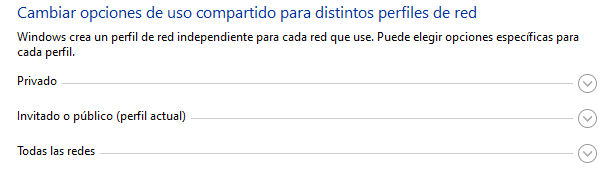 Cambiar opciones de uso compartido para distintos perfiles de red
Windows crea un perfil de red independiente para cada red que use. Puede elegir opciones específicas para
cada perfil.
Privado
Invitado o público (perfil actual)
Todas las redes